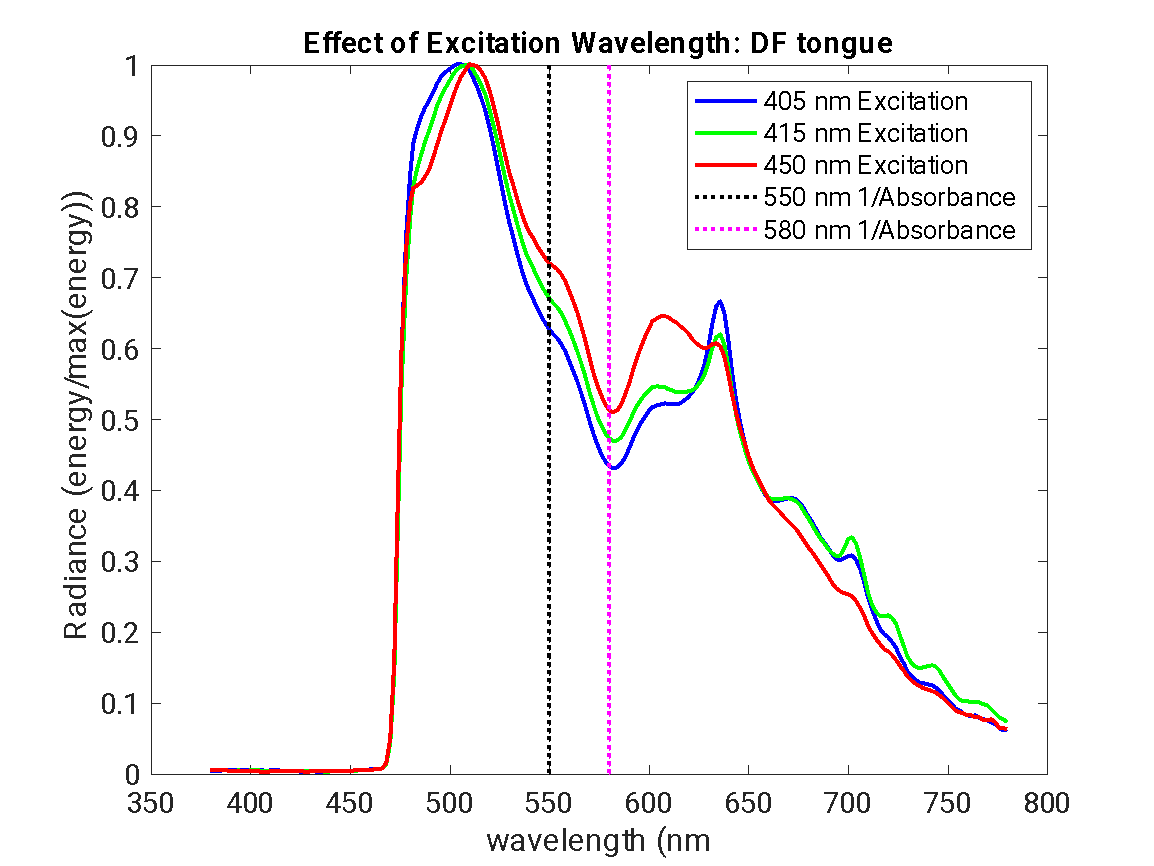 Effect of Excitation Wavelength: DF tongue
405 nm Excitation
415 nm Excitation
450 nm Excitation
550 nm 1/Absorbance
580 nm 1/Absorbance
Radiance (energy/max(energy))
1
0.9
0.8
0.7
0.6
0.5
0.4
0.3
0.2
0.1
0
350 400 450 500 550 600 650 700 750 800
wavelength (nm